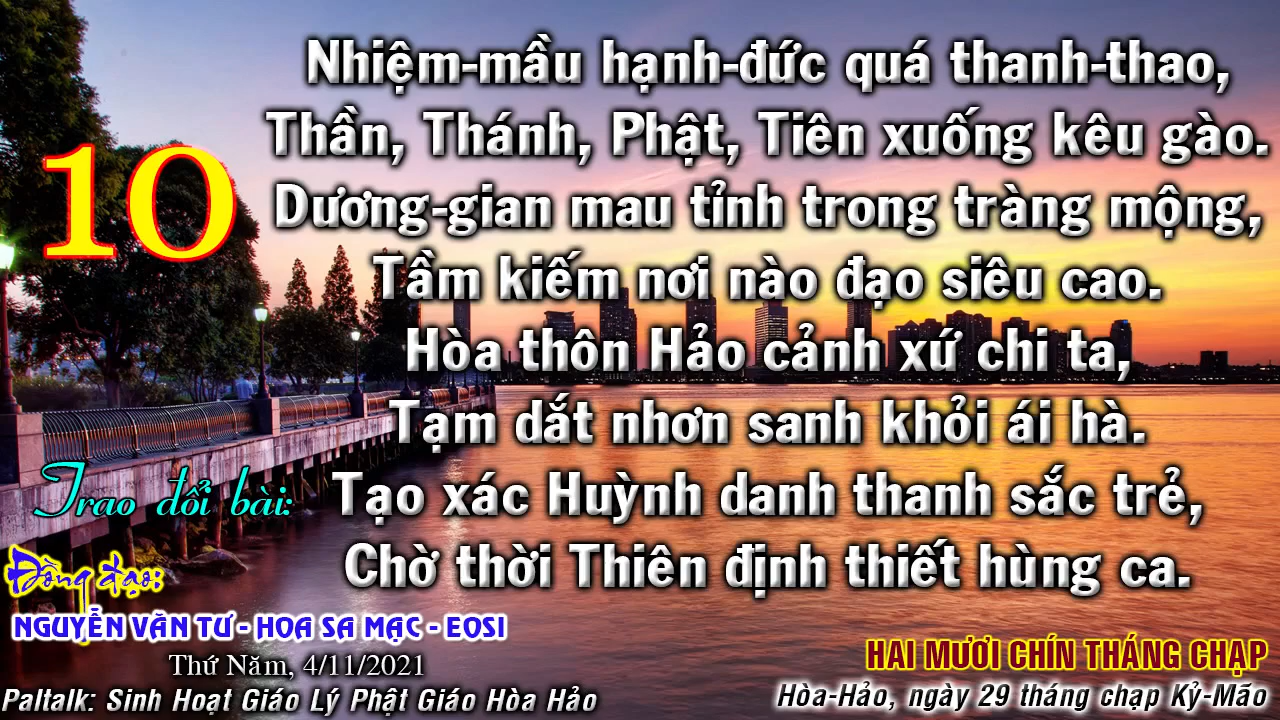 10
Nhiệm-mầu hạnh-đức quá thanh-thao,
Thần, Thánh, Phật, Tiên xuống kêu gào.
Dương-gian mau tỉnh trong tràng mộng,
Tầm kiếm nơi nào đạo siêu cao.
Hòa thôn Hảo cảnh xứ chi ta,
Tạm dắt nhơn sanh khỏi ái hà.
Tạo xác Huỳnh danh thanh sắc trẻ,
Chờ thời Thiên định thiết hùng ca.
Trao đổi bài:
Đồng đạo:
NGUYỄN VĂN TƯ - HOA SA MẠC - EOSI
Thứ Năm, 4/11/2021
Paltalk: Sinh Hoạt Giáo Lý Phật Giáo Hòa Hảo
HAI MƯƠI CHÍN THÁNG CHẠP
Hòa-Hảo, ngày 29 tháng chạp Kỷ-Mão